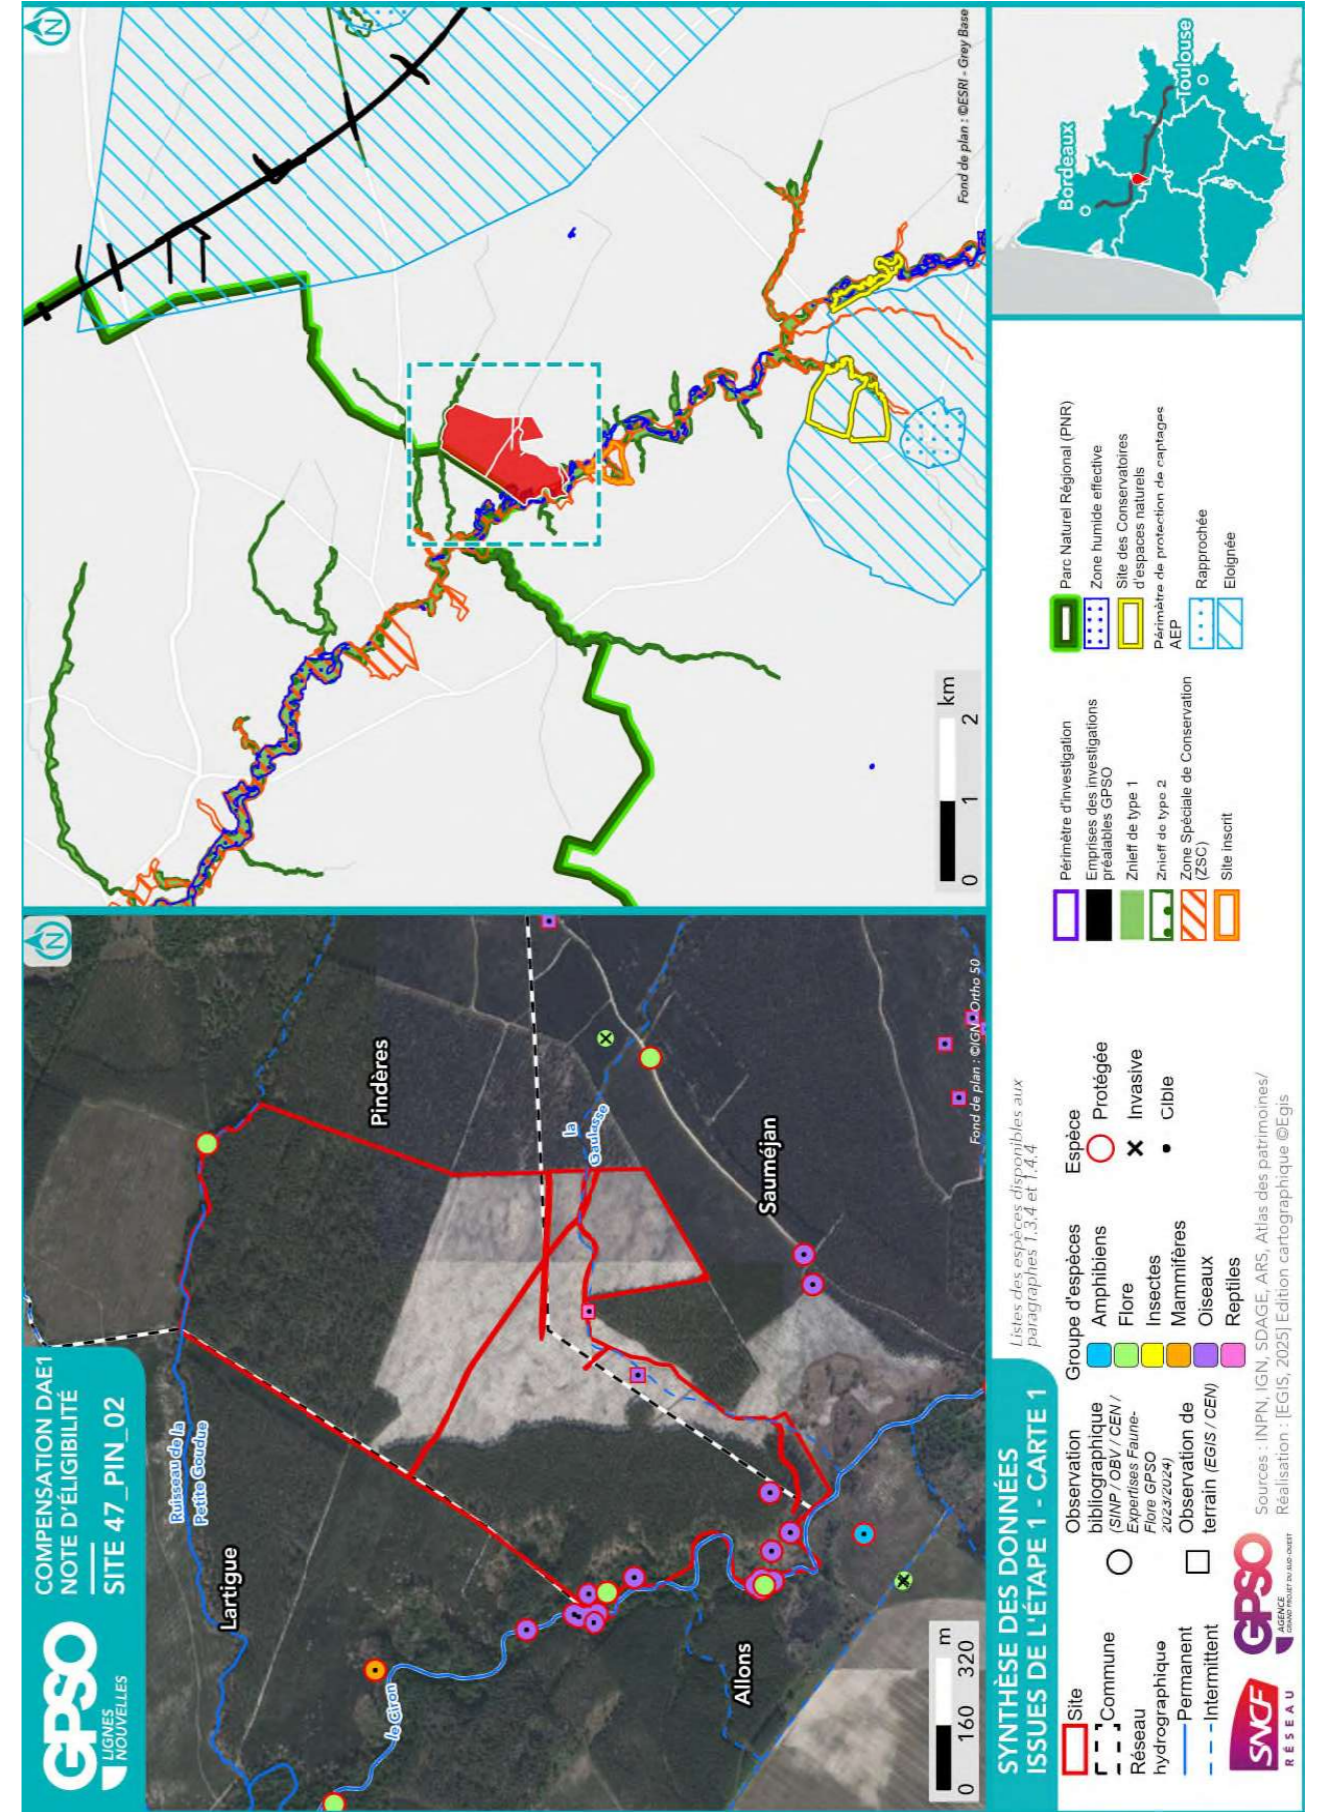 GPSO
LIGNES
NOUVELLES
COMPENSATION DAE1
NOTE D'ÉLIGIBILITÉ
SITE 47_PIN_02
N
Ruisseau de la
Petite Goudue
Lartigue
Pindères
la
Gaulesse
Sauméjan
le Ciron
Allons
0 160 320 m
Fond de plan : ©IGN - Ortho 50
N
0 1 2 km
Fond de plan : ©ESRI - Grey Base
SYNTHÈSE DES DONNÉES
ISSUES DE L'ÉTAPE 1 - CARTE 1
Listes des espèces disponibles aux
paragraphes 1.3.4 et 1.4.4
Site
Commune
Réseau
hydrographique
Permanent
Intermittent
Observation
bibliographique
(SINP / OBV / CEN /
Expertises Faune-
Flore GPSO
2023/2024)
Observation de
terrain (EGIS / CEN)
Groupe d'espèces
Amphibiens
Flore
Insectes
Mammifères
Oiseaux
Reptiles
Espèce
Protégée
Invasive
Cible
Périmètre d'investigation
Emprises des investigations
préalables GPSO
Znieff de type 1
Znieff de type 2
Zone Spéciale de Conservation
(ZSC)
Site inscrit
Parc Naturel Régional (PNR)
Zone humide effective
Site des Conservatoires
d'espaces naturels
Périmètre de protection de captages
AEP
Rapprochée
Eloignée
Bordeaux
Toulouse
SNCF
RÉSEAU
AGENCE
GPSO
GRAND PROJET DU SUD-OUEST
Sources : INPN, IGN, SDAGE, ARS, Atlas des patrimoines/
Réalisation : [EGIS, 2025] Edition cartographique ©Egis